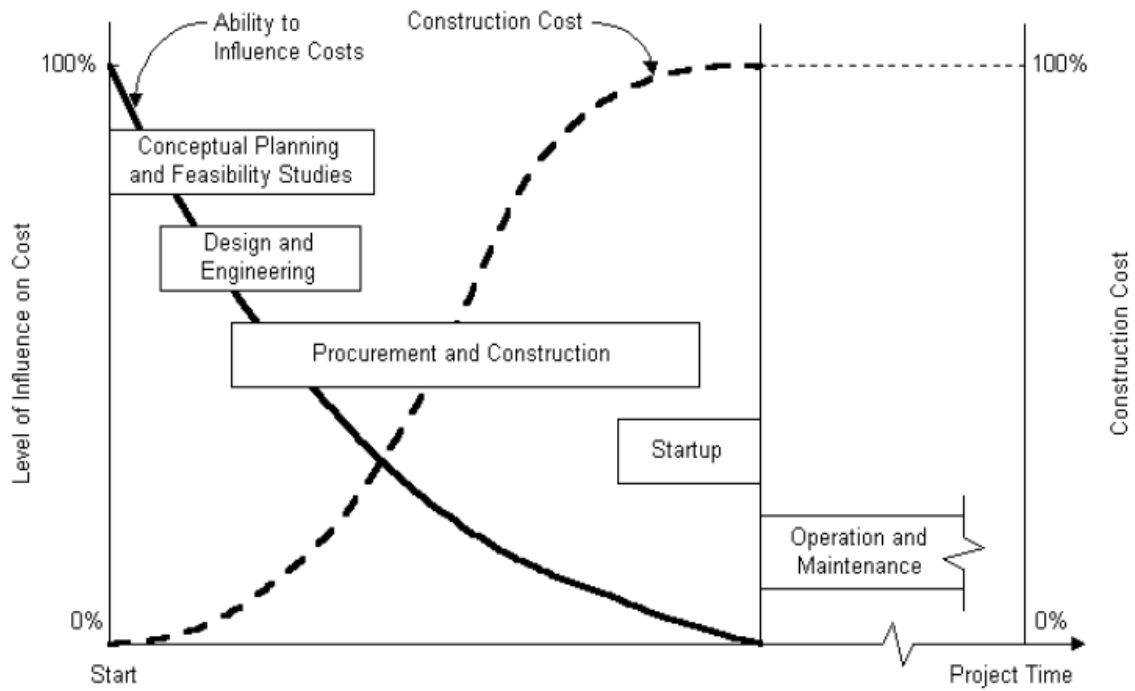 Ability to
Influence Costs
Construction Cost
100%
100%
Conceptual Planning
and Feasibility Studies
Design and
Engineering
Procurement and Construction
Startup
Operation and
Maintenance
Level of Influence on Cost
Construction Cost
0%
0%
Start
Project Time